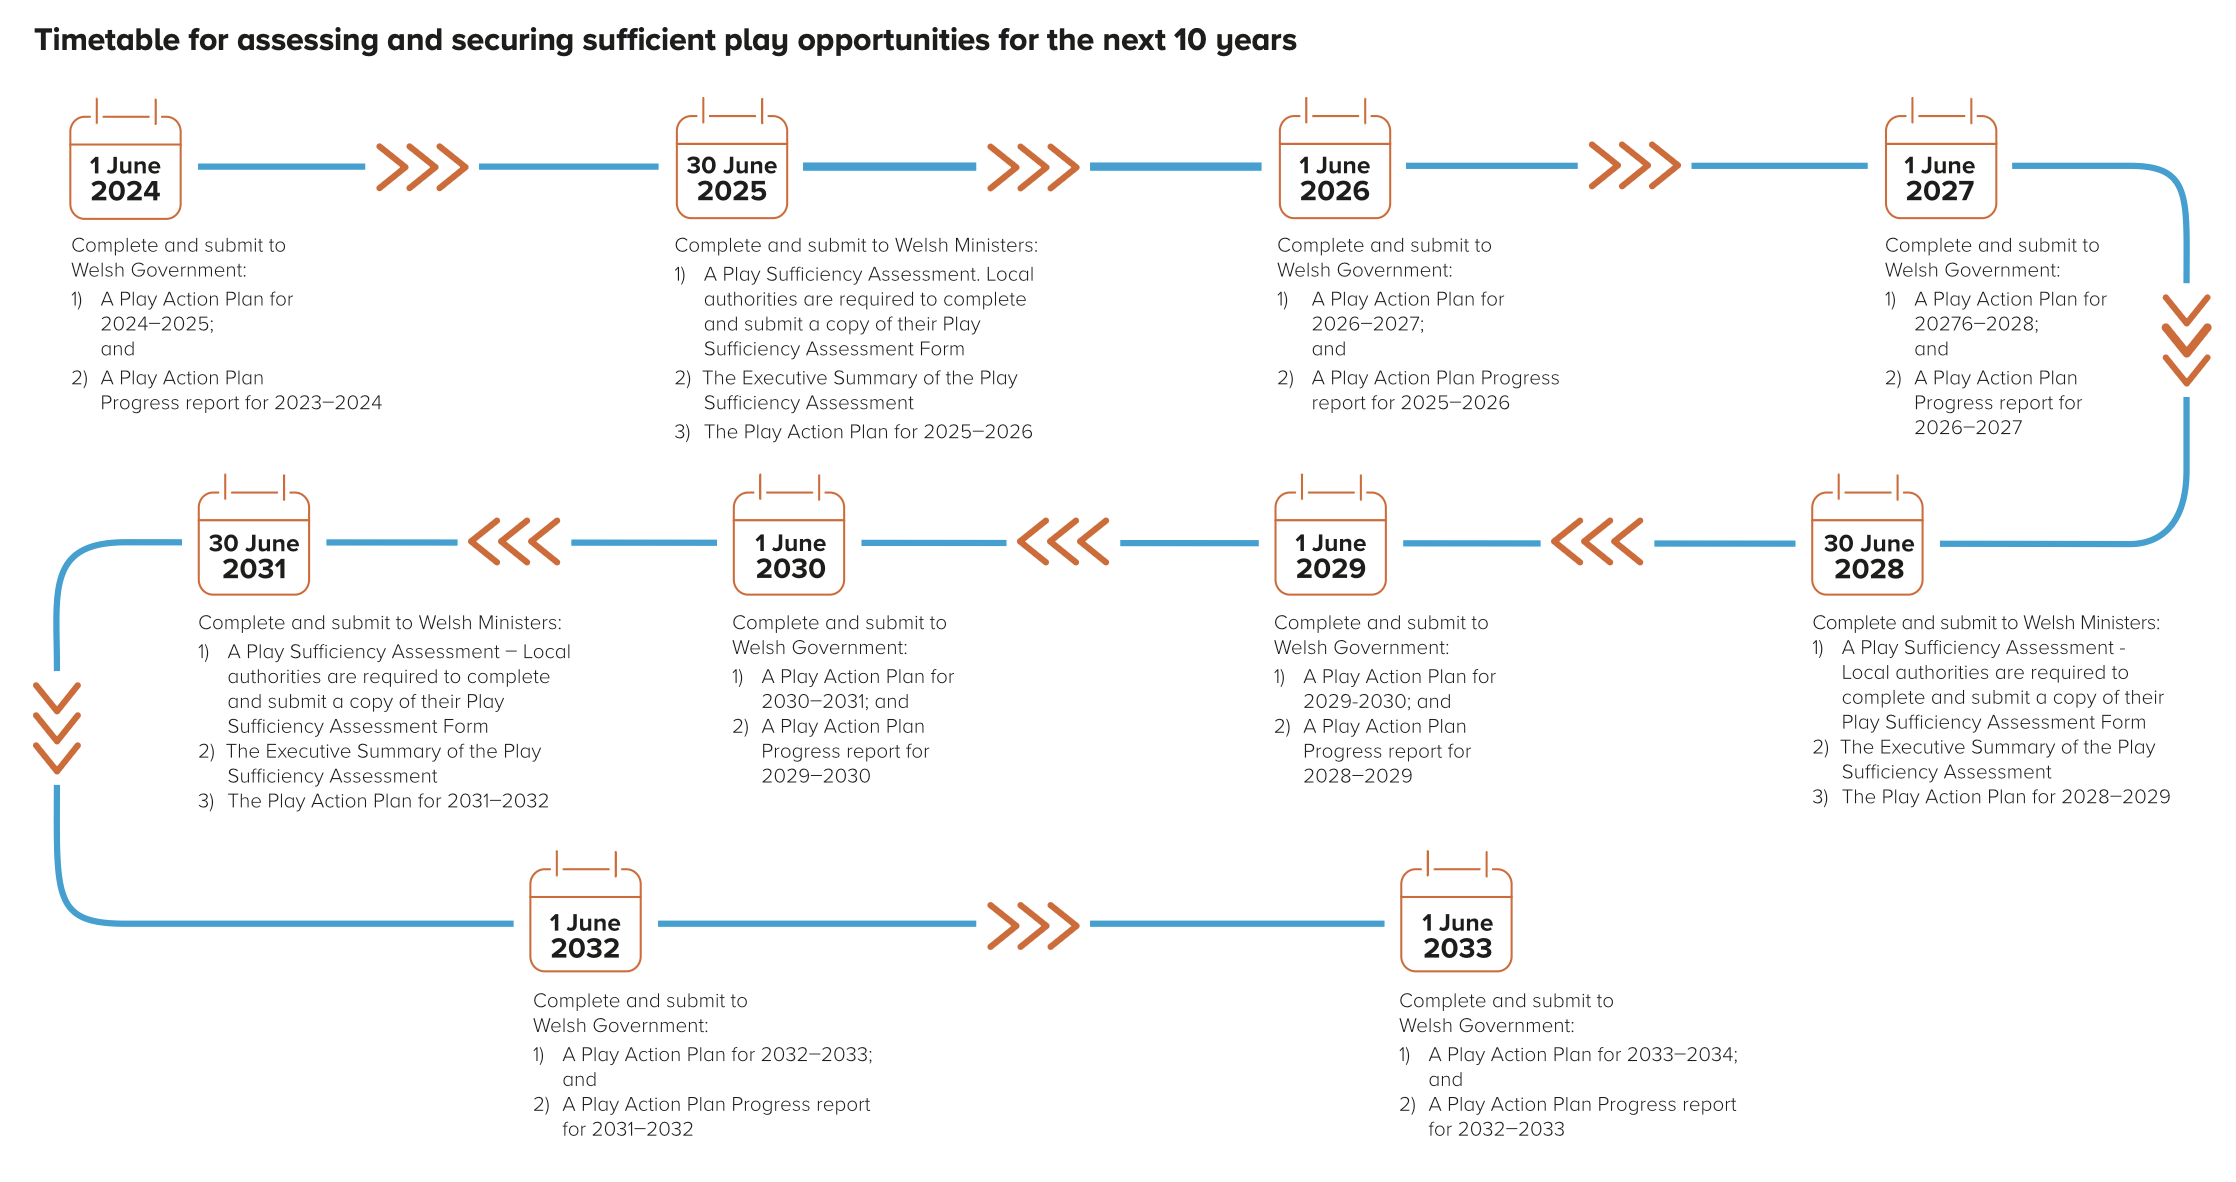 Timetable for assessing and securing sufficient play opportunities for the next 10 years
1 June
2024
Complete and submit to
Welsh Government:
1) A Play Action Plan for
2024–2025;
and
2) A Play Action Plan
Progress report for 2023–2024
30 June
2025
Complete and submit to Welsh Ministers:
1) A Play Sufficiency Assessment. Local
authorities are required to complete
and submit a copy of their Play
Sufficiency Assessment Form
2) The Executive Summary of the Play
Sufficiency Assessment
3) The Play Action Plan for 2025–2026
1 June
2026
Complete and submit to
Welsh Government:
1) A Play Action Plan for
2026–2027;
and
2) A Play Action Plan Progress
report for 2025–2026
1 June
2027
Complete and submit to
Welsh Government:
1) A Play Action Plan for
20276–2028;
and
2) A Play Action Plan
Progress report for
2026–2027
30 June
2028
Complete and submit to Welsh Ministers:
1) A Play Sufficiency Assessment -
Local authorities are required to
complete and submit a copy of their
Play Sufficiency Assessment Form
2) The Executive Summary of the Play
Sufficiency Assessment
3) The Play Action Plan for 2028–2029
1 June
2029
Complete and submit to
Welsh Government:
1) A Play Action Plan for
2029-2030; and
2) A Play Action Plan
Progress report for
2028–2029
1 June
2030
Complete and submit to
Welsh Government:
1) A Play Action Plan for
2030–2031; and
2) A Play Action Plan
Progress report for
2029–2030
30 June
2031
Complete and submit to Welsh Ministers:
1) A Play Sufficiency Assessment – Local
authorities are required to complete
and submit a copy of their Play
Sufficiency Assessment Form
2) The Executive Summary of the Play
Sufficiency Assessment
3) The Play Action Plan for 2031–2032
1 June
2032
Complete and submit to
Welsh Government:
1) A Play Action Plan for 2032–2033;
and
2) A Play Action Plan Progress report
for 2031–2032
1 June
2033
Complete and submit to
Welsh Government:
1) A Play Action Plan for 2033–2034;
and
2) A Play Action Plan Progress report
for 2032–2033